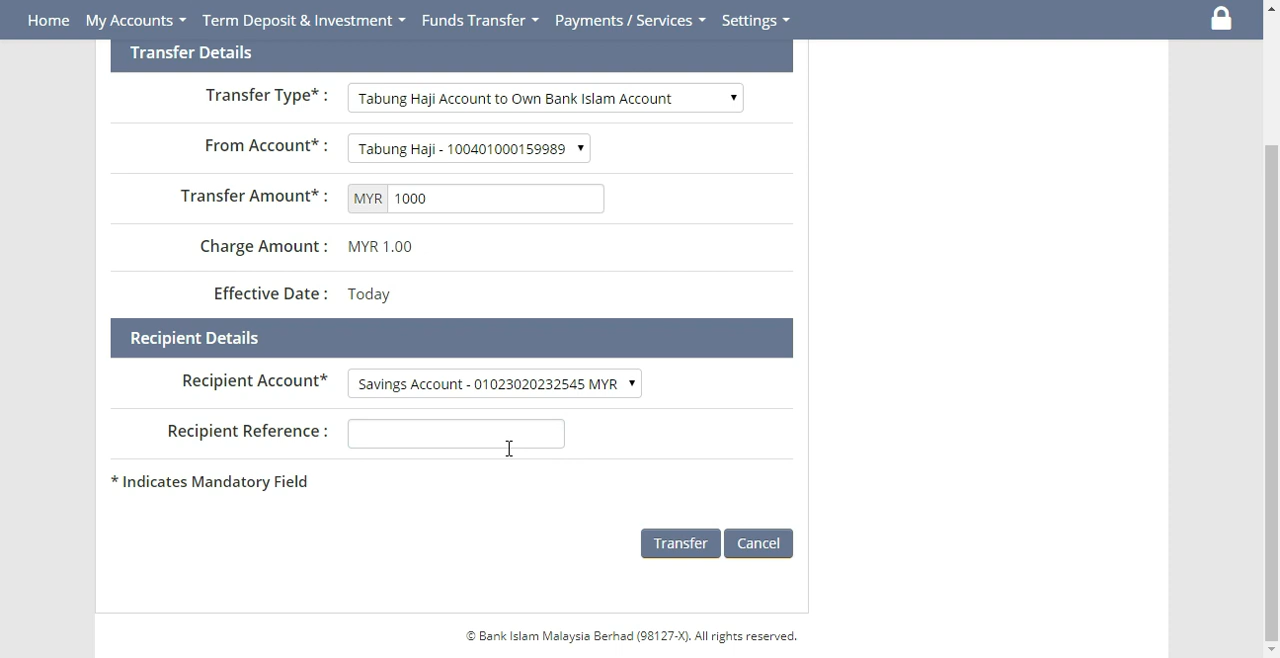 Home My Accounts Term Deposit & Investment Funds Transfer Payments / Services Settings
Transfer Details
Transfer Type* : Tabung Haji Account to Own Bank Islam Account
From Account* : Tabung Haji - 100401000159989
Transfer Amount* : MYR 1000
Charge Amount : MYR 1.00
Effective Date : Today
Recipient Details
Recipient Account* Savings Account - 01023020232545 MYR
Recipient Reference :
* Indicates Mandatory Field
Transfer Cancel
© Bank Islam Malaysia Berhad (98127-X). All rights reserved.